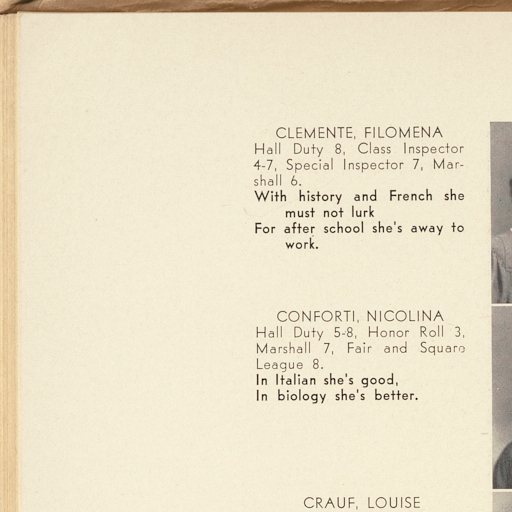 CLEMENTE, FILOMENA
Hall Duty 8, Class Inspector
4-7, Special Inspector 7, Mar-
shall 6.
With history and French she
must not lurk
For after school she's away to
work.
CONFORTI, NICOLINA
Hall Duty 5-8, Honor Roll 3,
Marshall 7, Fair and Square
League 8.
In Italian she's good,
In biology she's better.
CRAUF, LOUISE